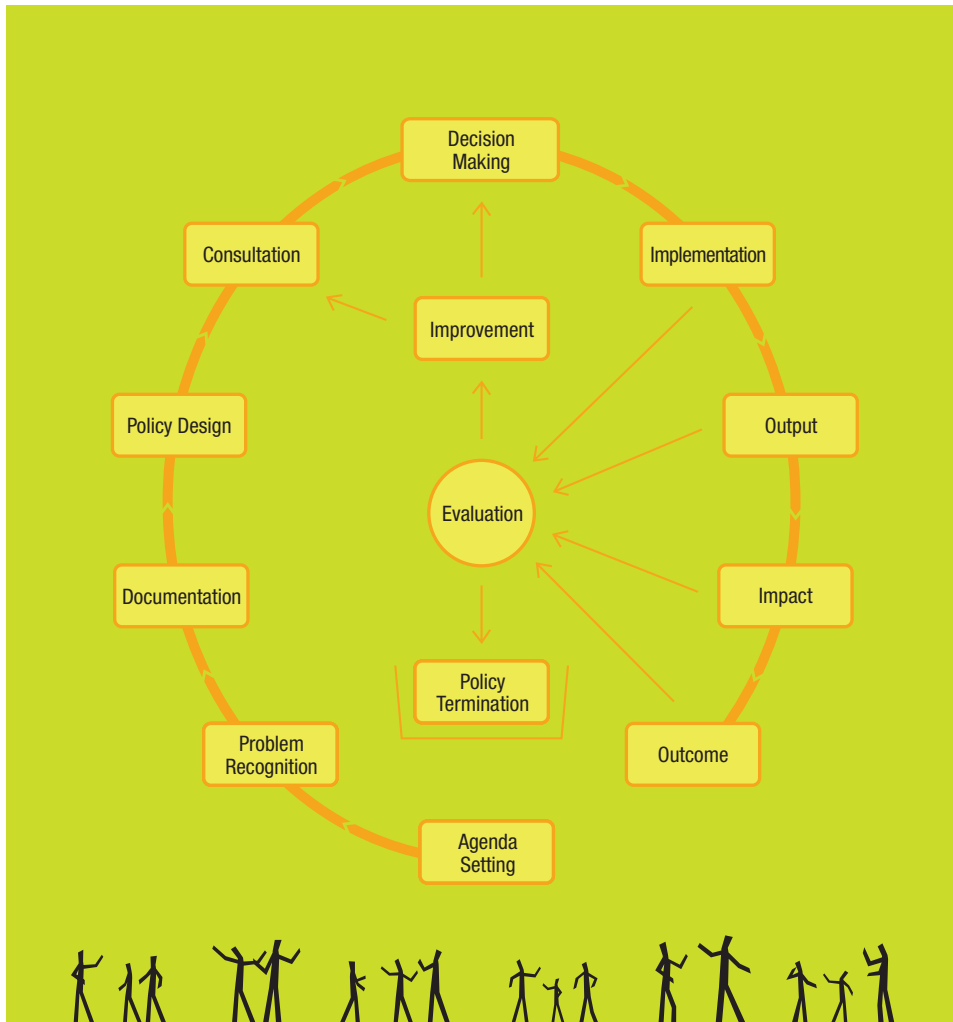 Decision
Making
Consultation
Implementation
Improvement
Policy Design
Output
Evaluation
Documentation
Impact
Policy
Termination
Problem
Recognition
Outcome
Agenda
Setting